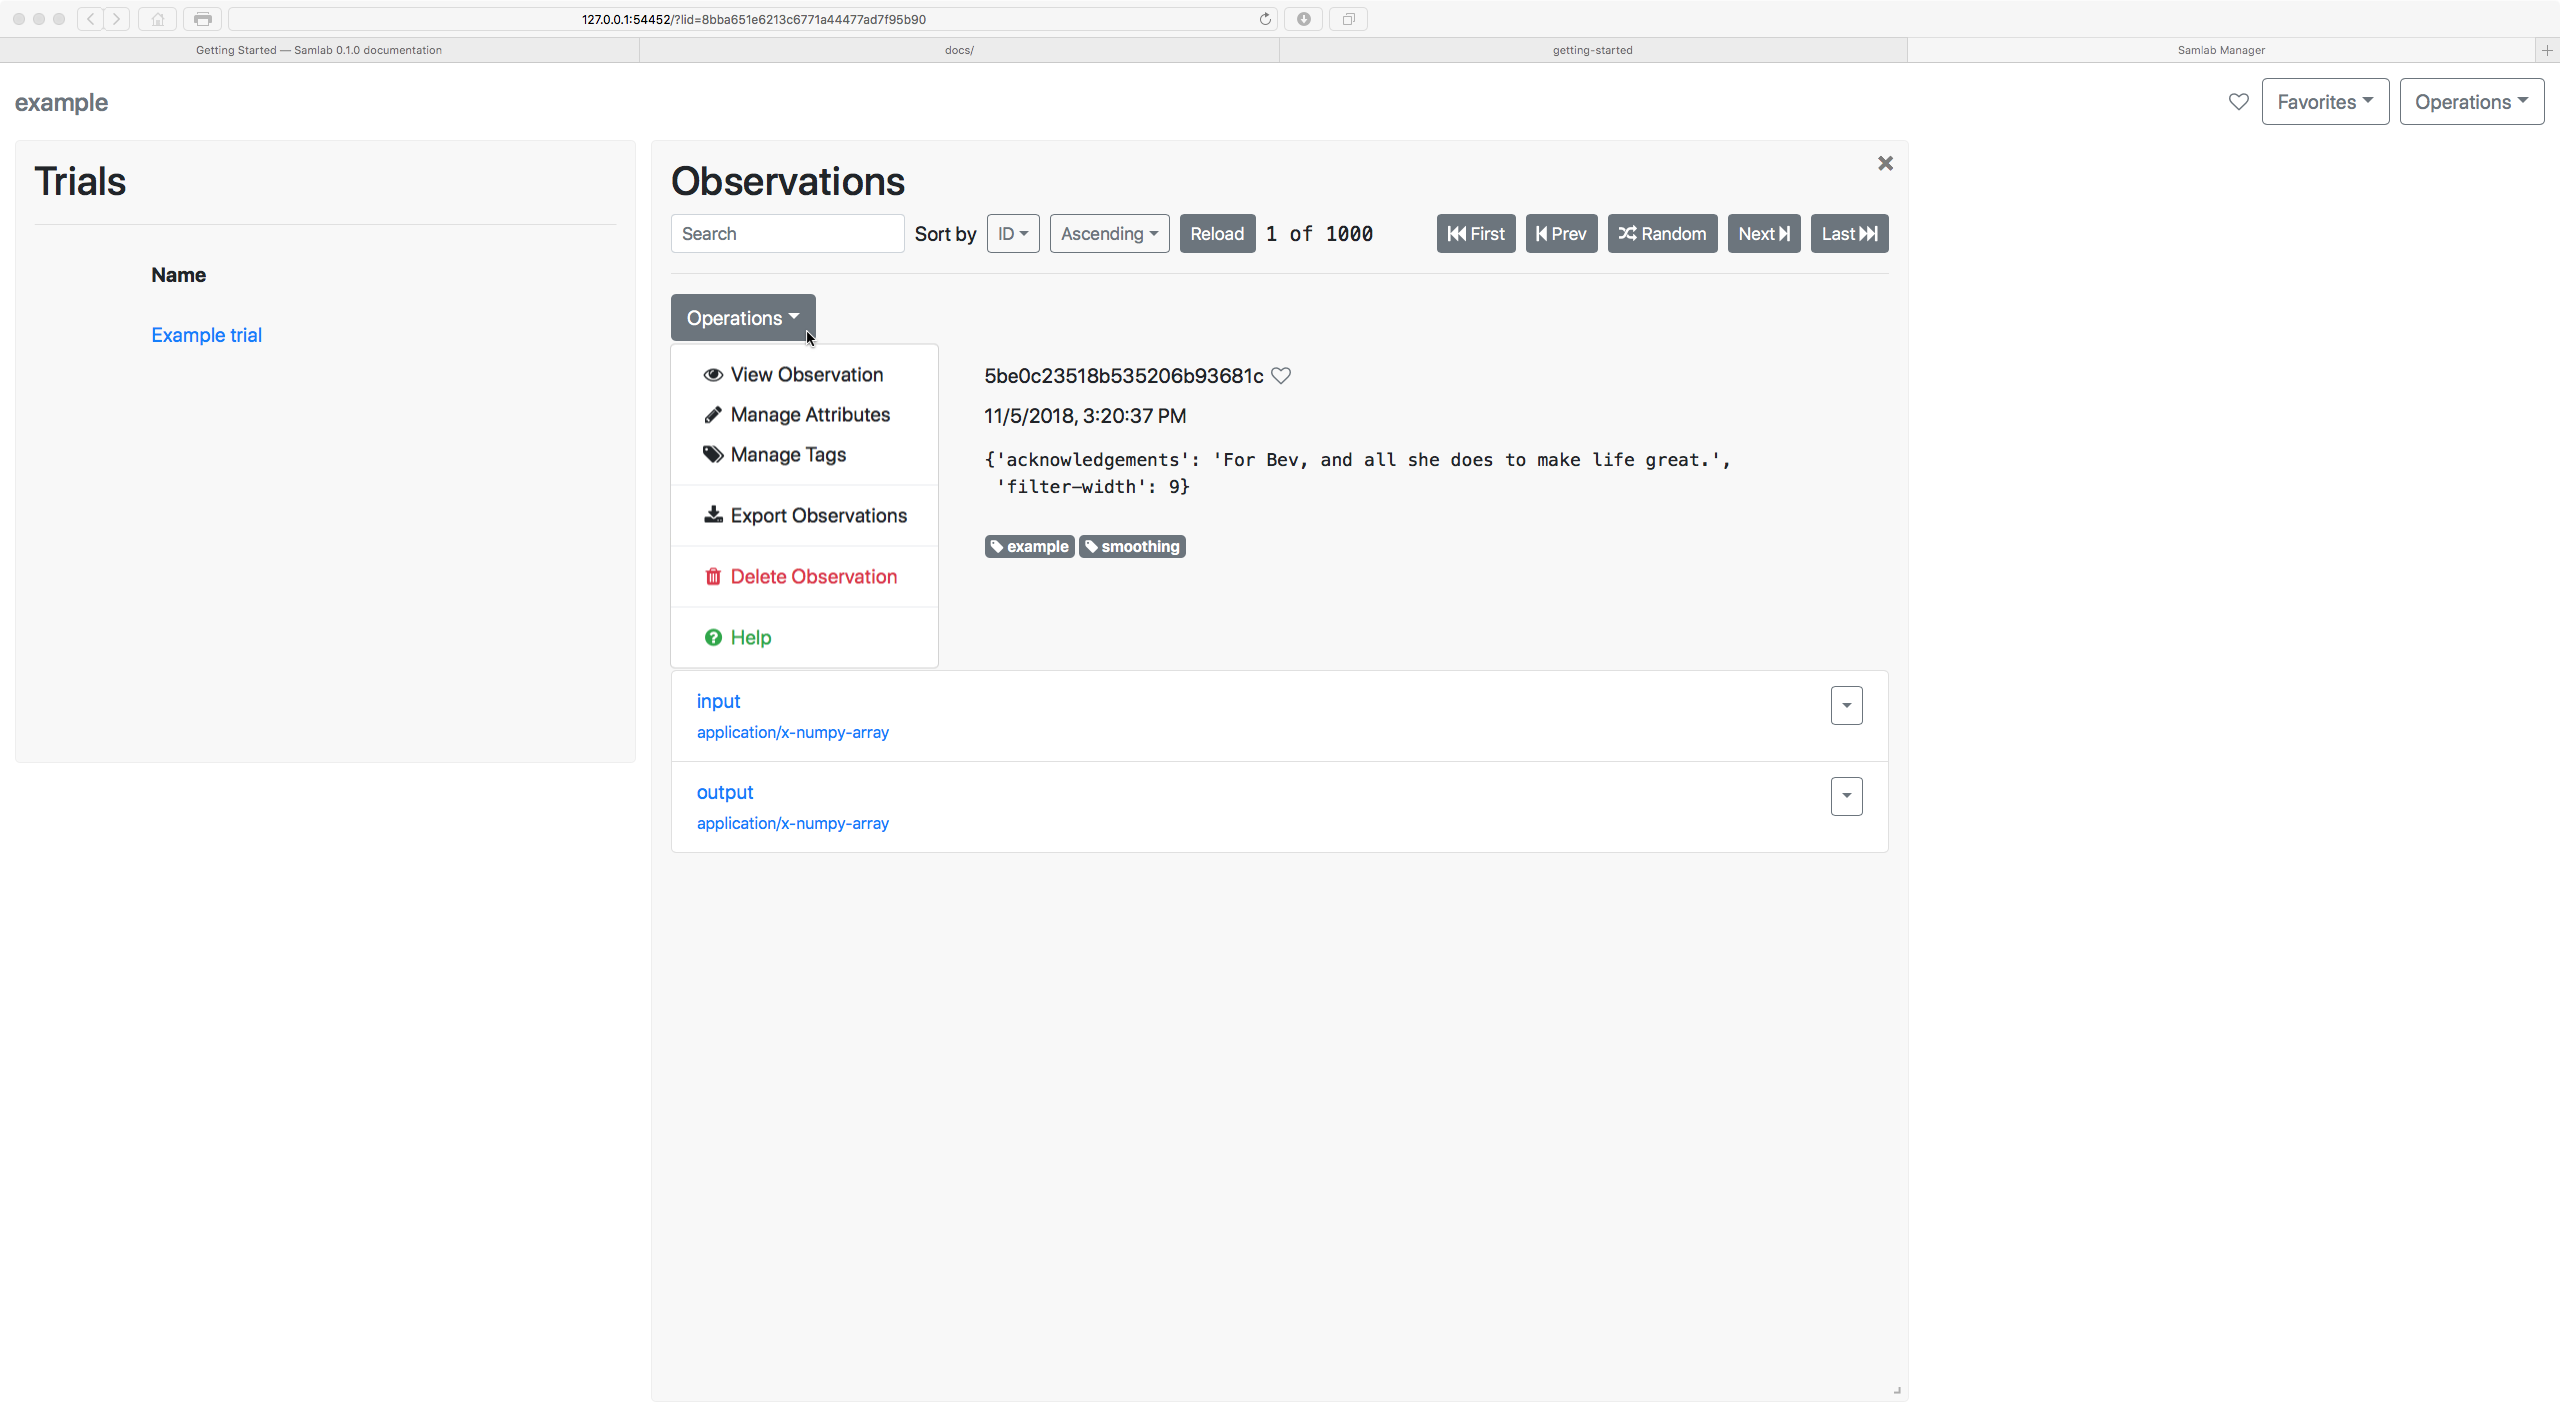 127.0.0.1:54452/?lid=8bba651e6213c6771a44477ad7f95b90
Getting Started — Samlab 0.1.0 documentation
docs/
getting-started
Samlab Manager
example
Favorites
Operations
Trials
Name
Example trial
Observations
Search
Sort by
ID
Ascending
Reload
1 of 1000
First
Prev
Random
Next
Last
Operations
View Observation
Manage Attributes
Manage Tags
Export Observations
Delete Observation
Help
5be0c23518b535206b93681c
11/5/2018, 3:20:37 PM
{'acknowledgements': 'For Bev, and all she does to make life great.',
'filter-width': 9}
example
smoothing
input
application/x-numpy-array
output
application/x-numpy-array